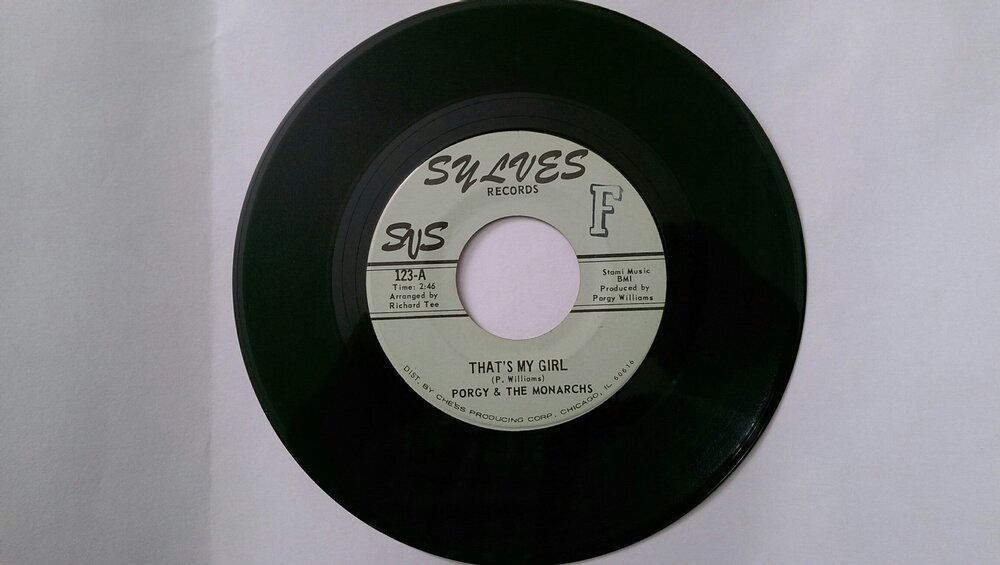 SYLVES
RECORDS
F
SVS
123-A
Time: 2:46
Arranged by
Richard Tee
Stami Music
BMI
Produced by
Porgy Williams
THAT'S MY GIRL
(P. Williams)
PORGY & THE MONARCHS
DIST. BY CHESS PRODUCING CORP. CHICAGO, IL 60616